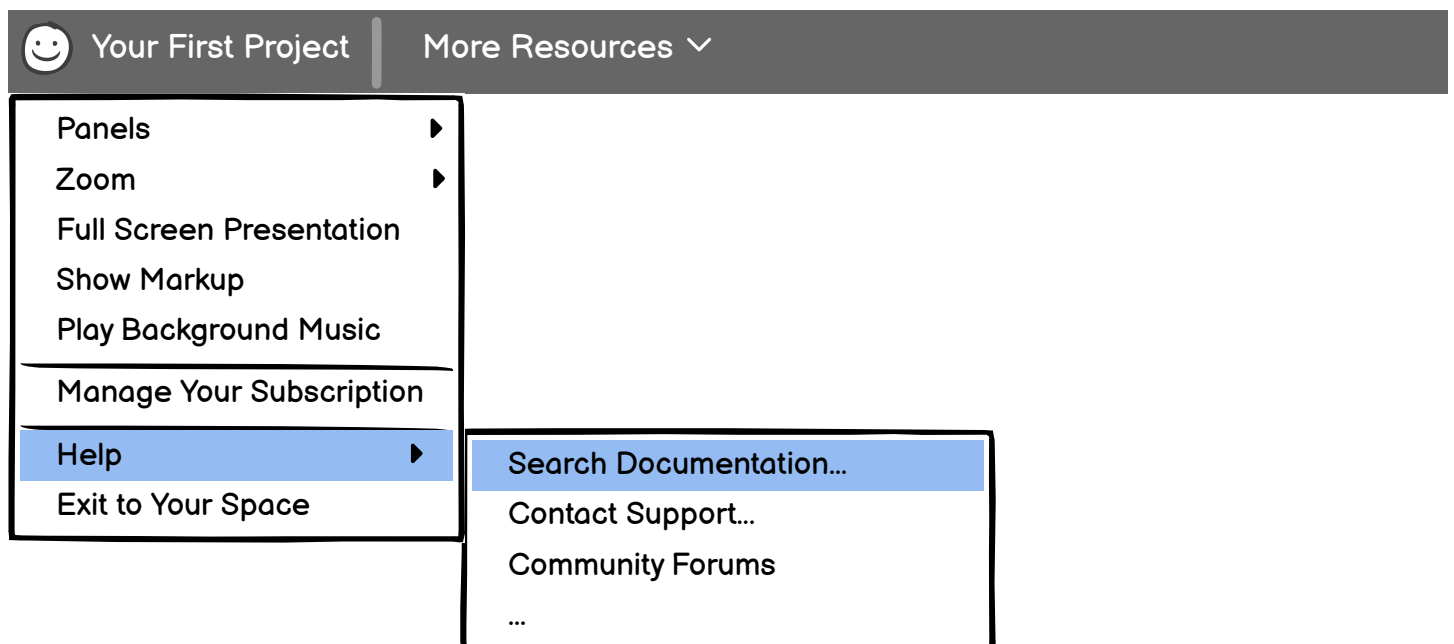 Your First Project
More Resources
Panels
Zoom
Full Screen Presentation
Show Markup
Play Background Music
Manage Your Subscription
Help
Exit to Your Space
Search Documentation...
Contact Support...
Community Forums
...